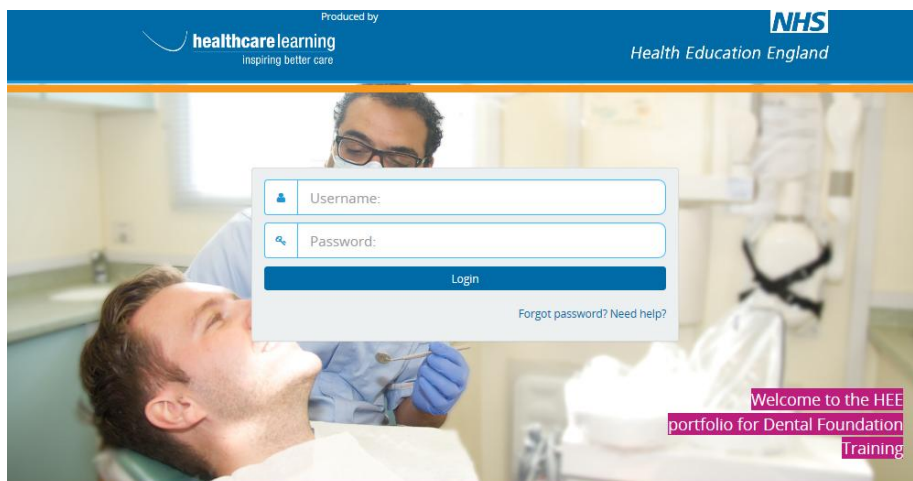 Produced by
healthcare learning
inspiring better care
NHS
Health Education England
Username:
Password:
Login
Forgot password? Need help?
Welcome to the HEE
portfolio for Dental Foundation
Training